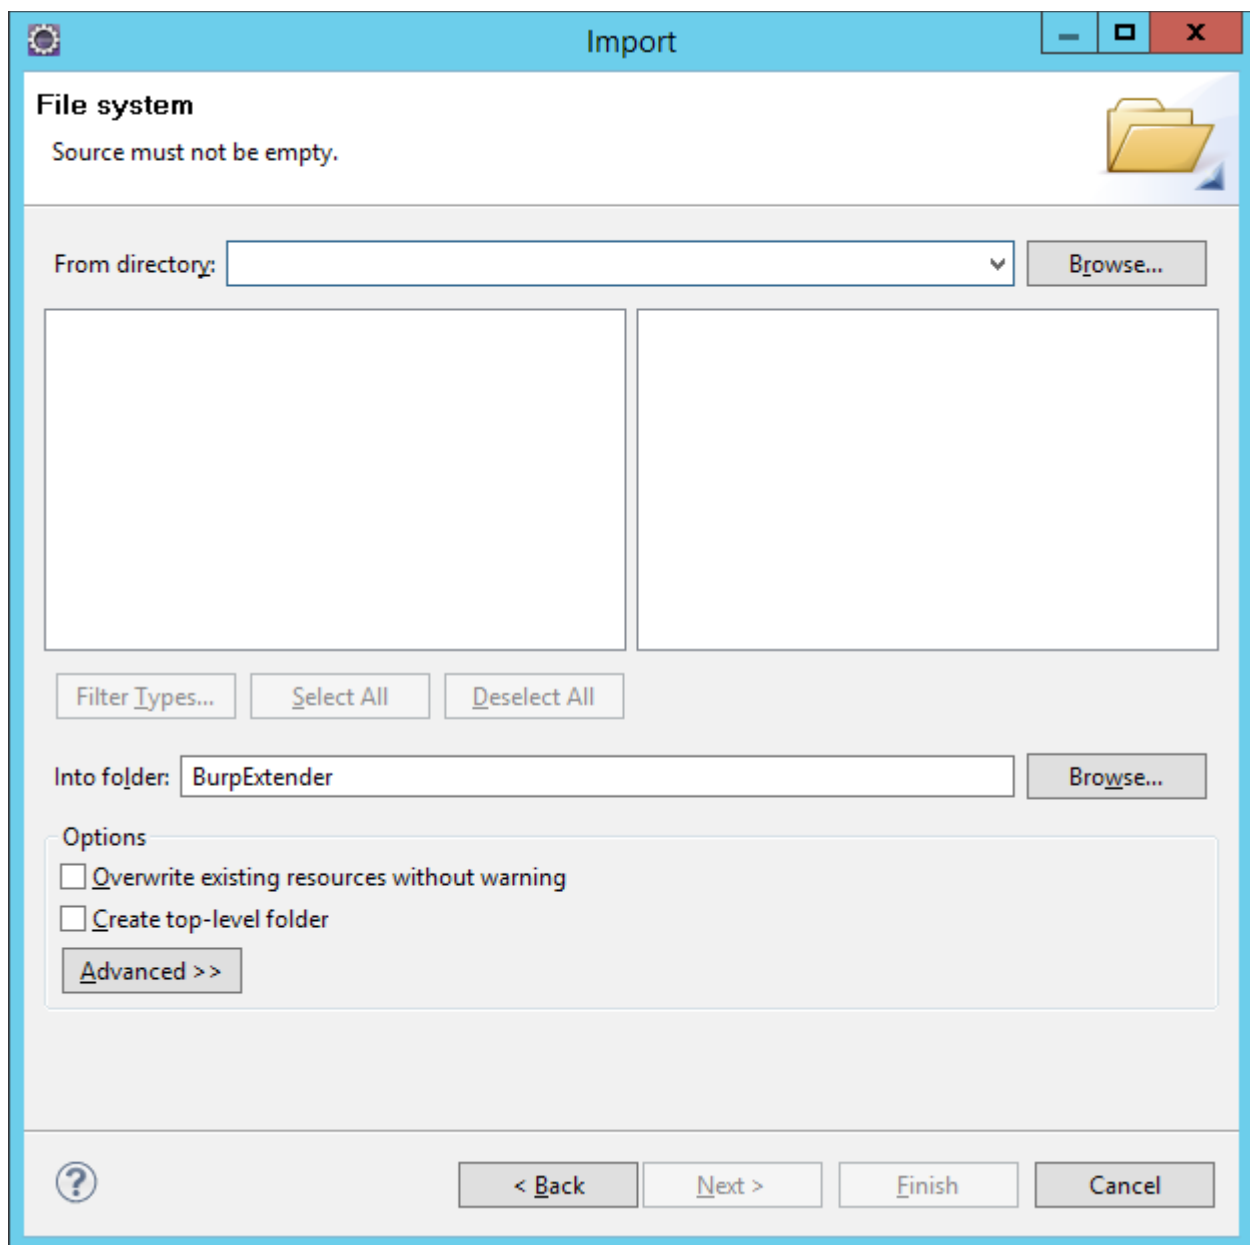 Import
File system
Source must not be empty.
From directory: Browse...
Filter Types... Select All Deselect All
Into folder: BurpExtender Browse...
Options
Overwrite existing resources without warning
Create top-level folder
Advanced >>
? < Back Next > Finish Cancel